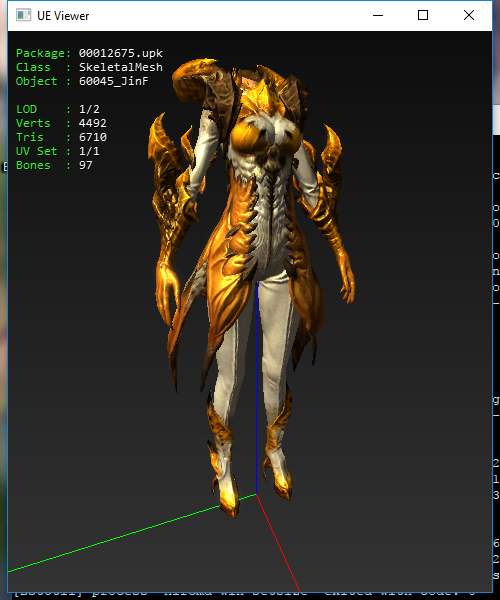 UE Viewer
Package: 00012675.upk
Class : SkeletalMesh
Object : 60045_JinF
LOD : 1/2
Verts : 4492
Tris : 6710
UV Set : 1/1
Bones : 97